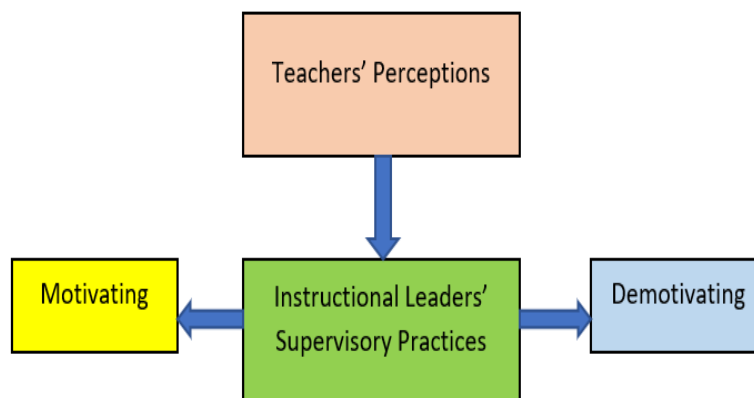 Teachers’ Perceptions
Motivating
Instructional Leaders’
Supervisory Practices
Demotivating